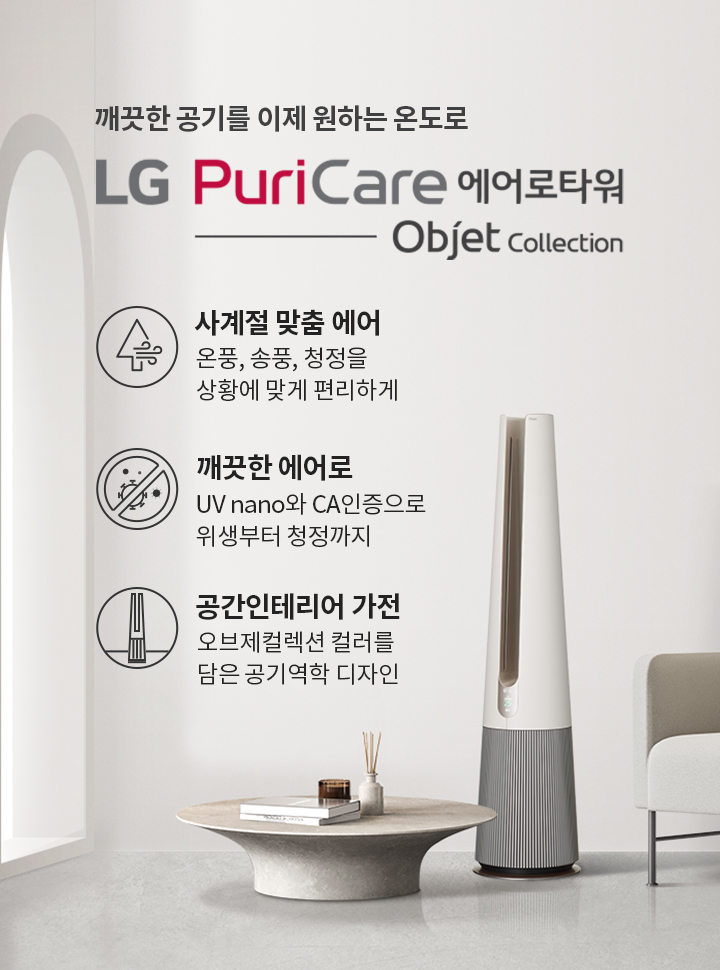 깨끗한 공기를 이제 원하는 온도로
LG PuriCare 에어로타워
Objet Collection
사계절 맞춤 에어
온풍, 송풍, 청정을
상황에 맞게 편리하게
깨끗한 에어로
UV nano와 CA인증으로
위생부터 청정까지
공간인테리어 가전
오브제컬렉션 컬러를
담은 공기역학 디자인